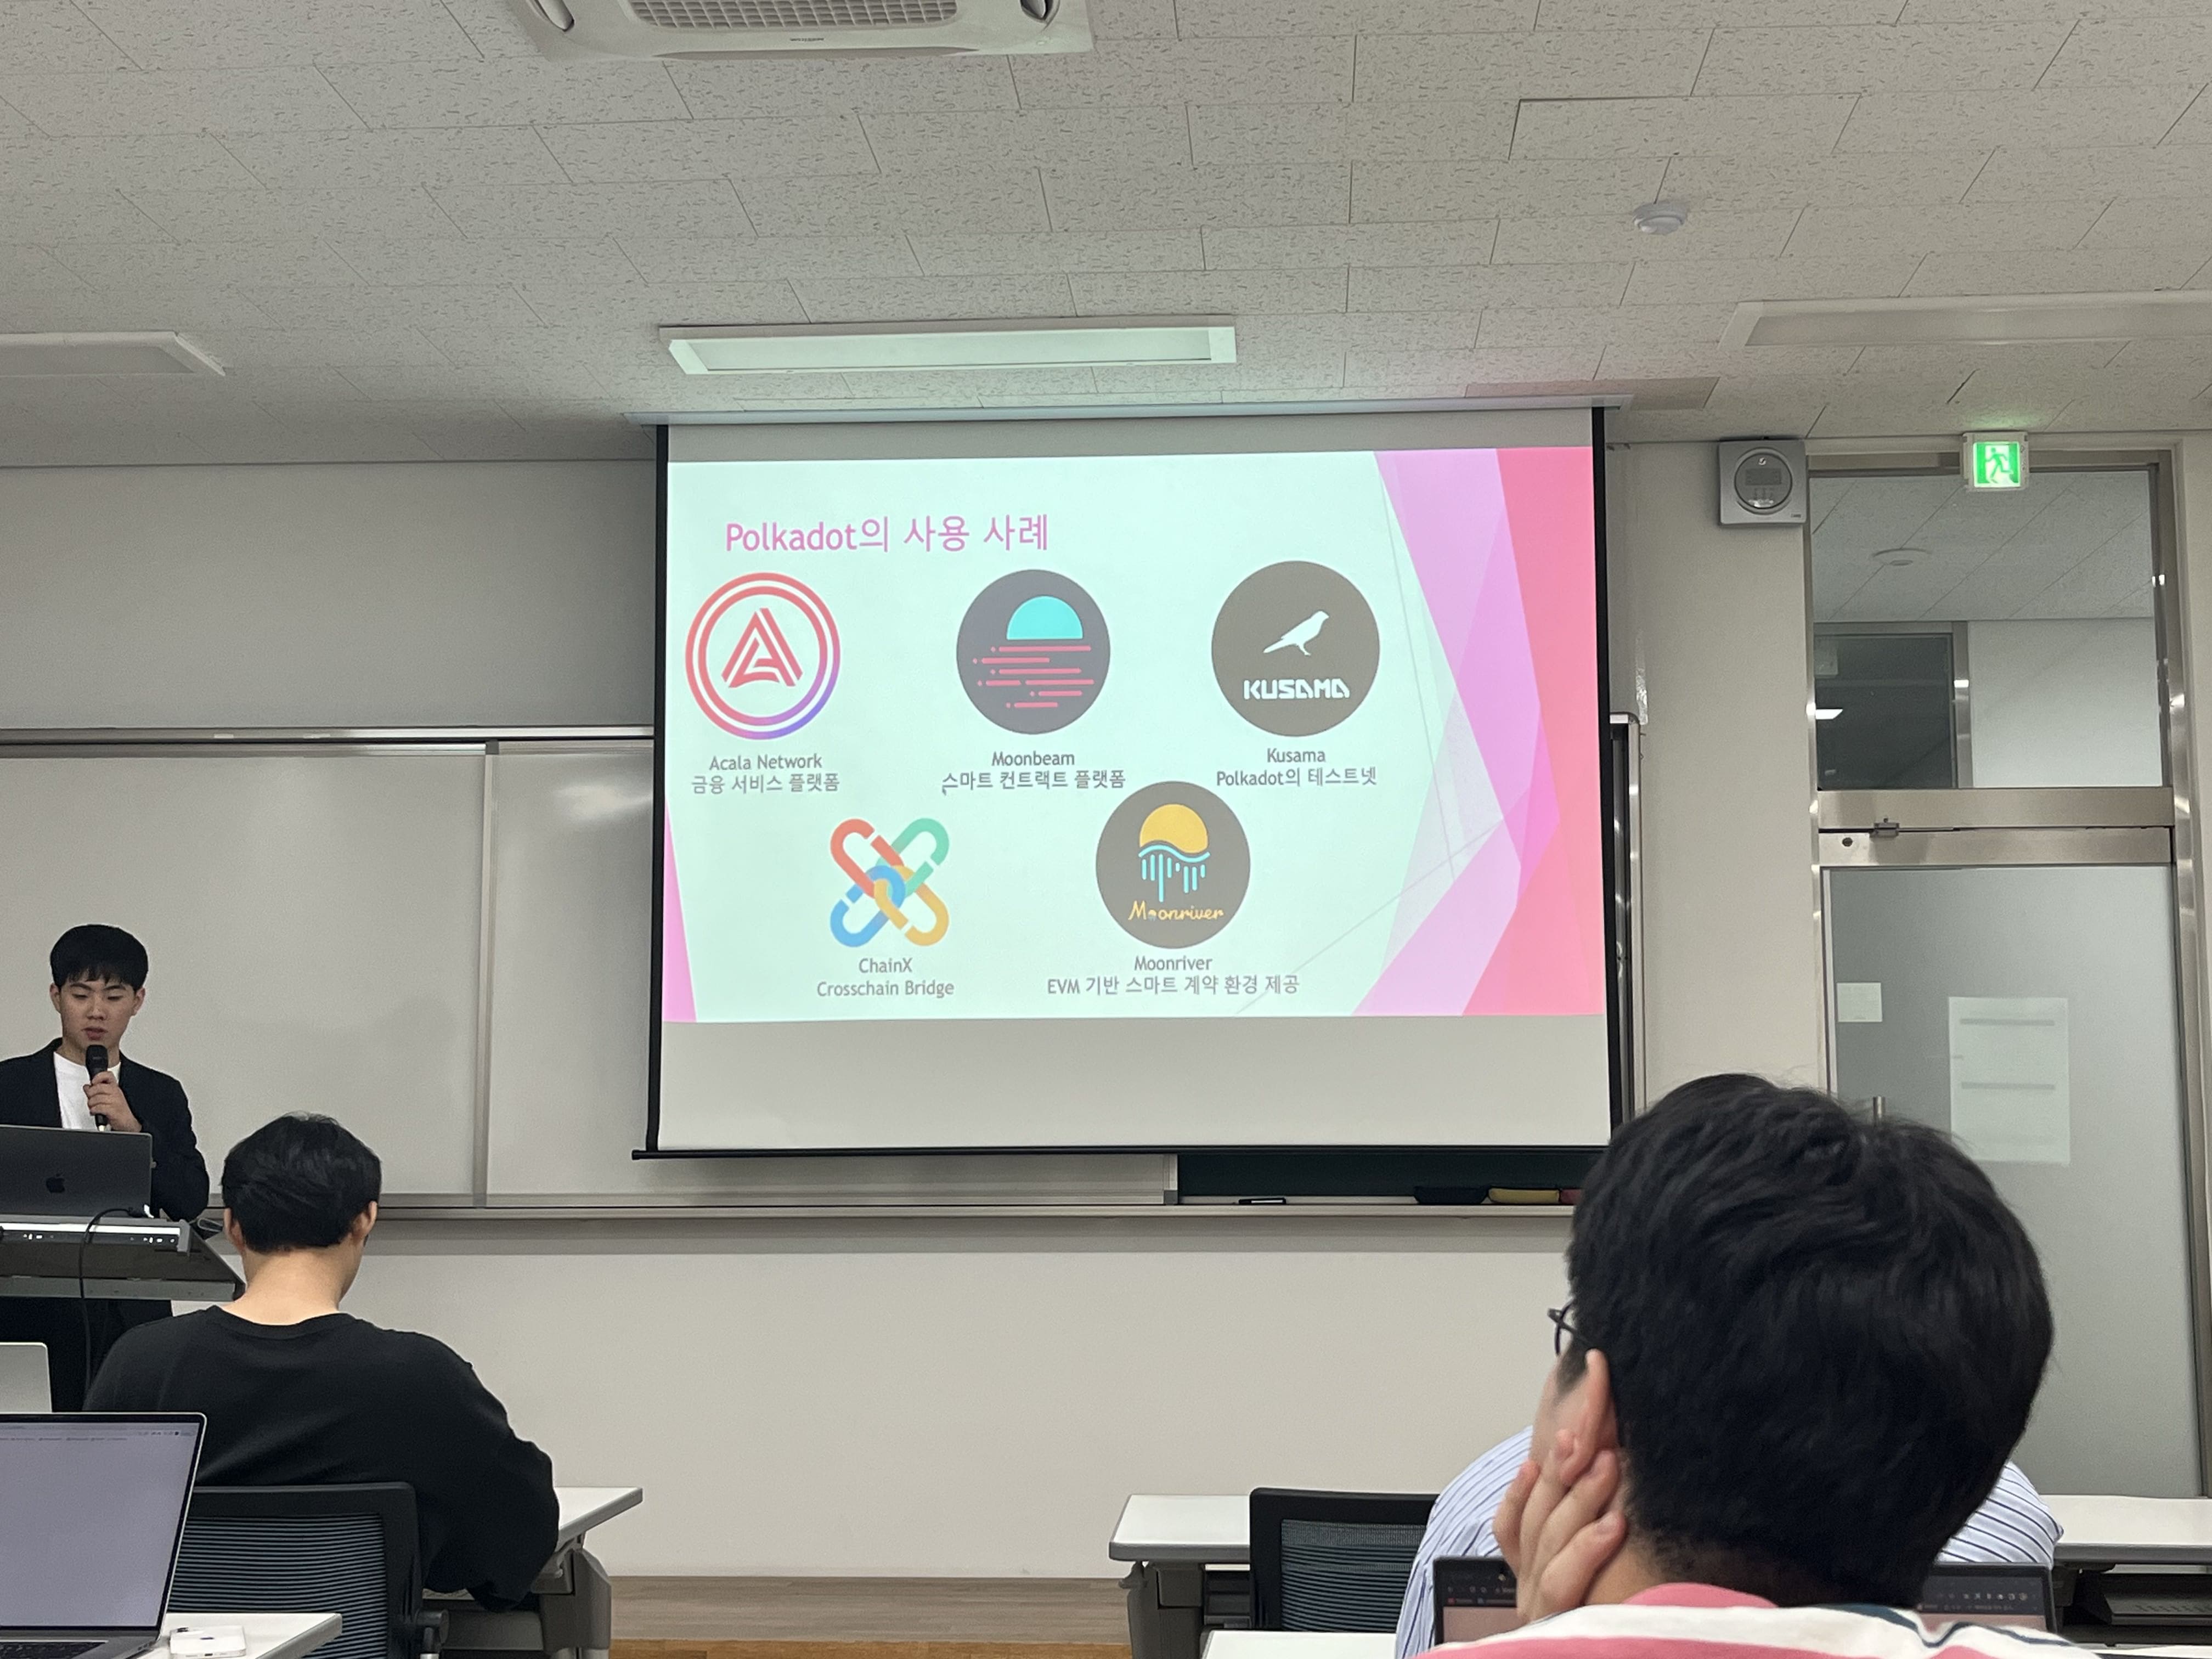 Polkadot의 사용 사례
KUSAMA
Acala Network
금융 서비스 플랫폼
Moonbeam
스마트 컨트랙트 플랫폼
Kusama
Polkadot의 테스트넷
Moonriver
ChainX
Crosschain Bridge
Moonriver
EVM 기반 스마트 계약 환경 제공